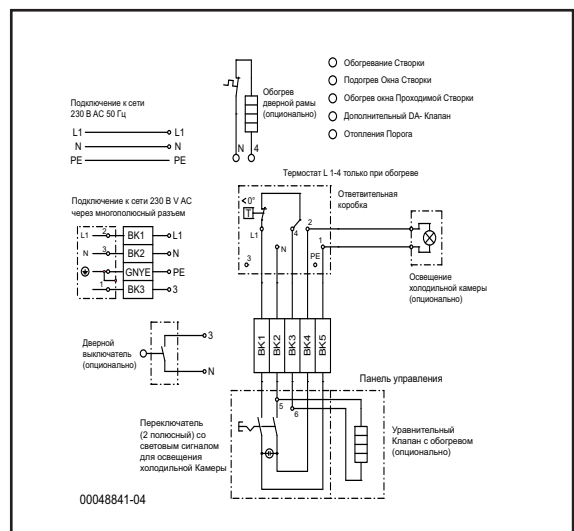 Обогревание Створки
Подогрев Окна Створки
Обогрев окна Проходимой Створки
Дополнительный DA- Клапан
Отопления Порога
Обогрев
дверной рамы
(опционально)
N 4
Подключение к сети
230 В AC 50 Гц
L1 L1
N N
PE PE
Термостат L 1-4 только при обогреве
Ответвительная
коробка
< 0°
T
L1
N
4
2
1
3
PE
Освещение
холодильной камеры
(опционально)
Подключение к сети 230 В V AC
через многополюсный разъем
L1 2 BK1 L1
N 3 BK2 N
GNYE PE
1 BK3 3
Дверной
выключатель
(опционально)
3
N
BK1 BK2 BK3 BK4 BK5
Панель управления
5
6
Переключатель
(2 полюсный) со
световым сигналом
для освещения
холодильной Камеры
Уравнительный
Клапан с обогревом
(опционально)
00048841-04